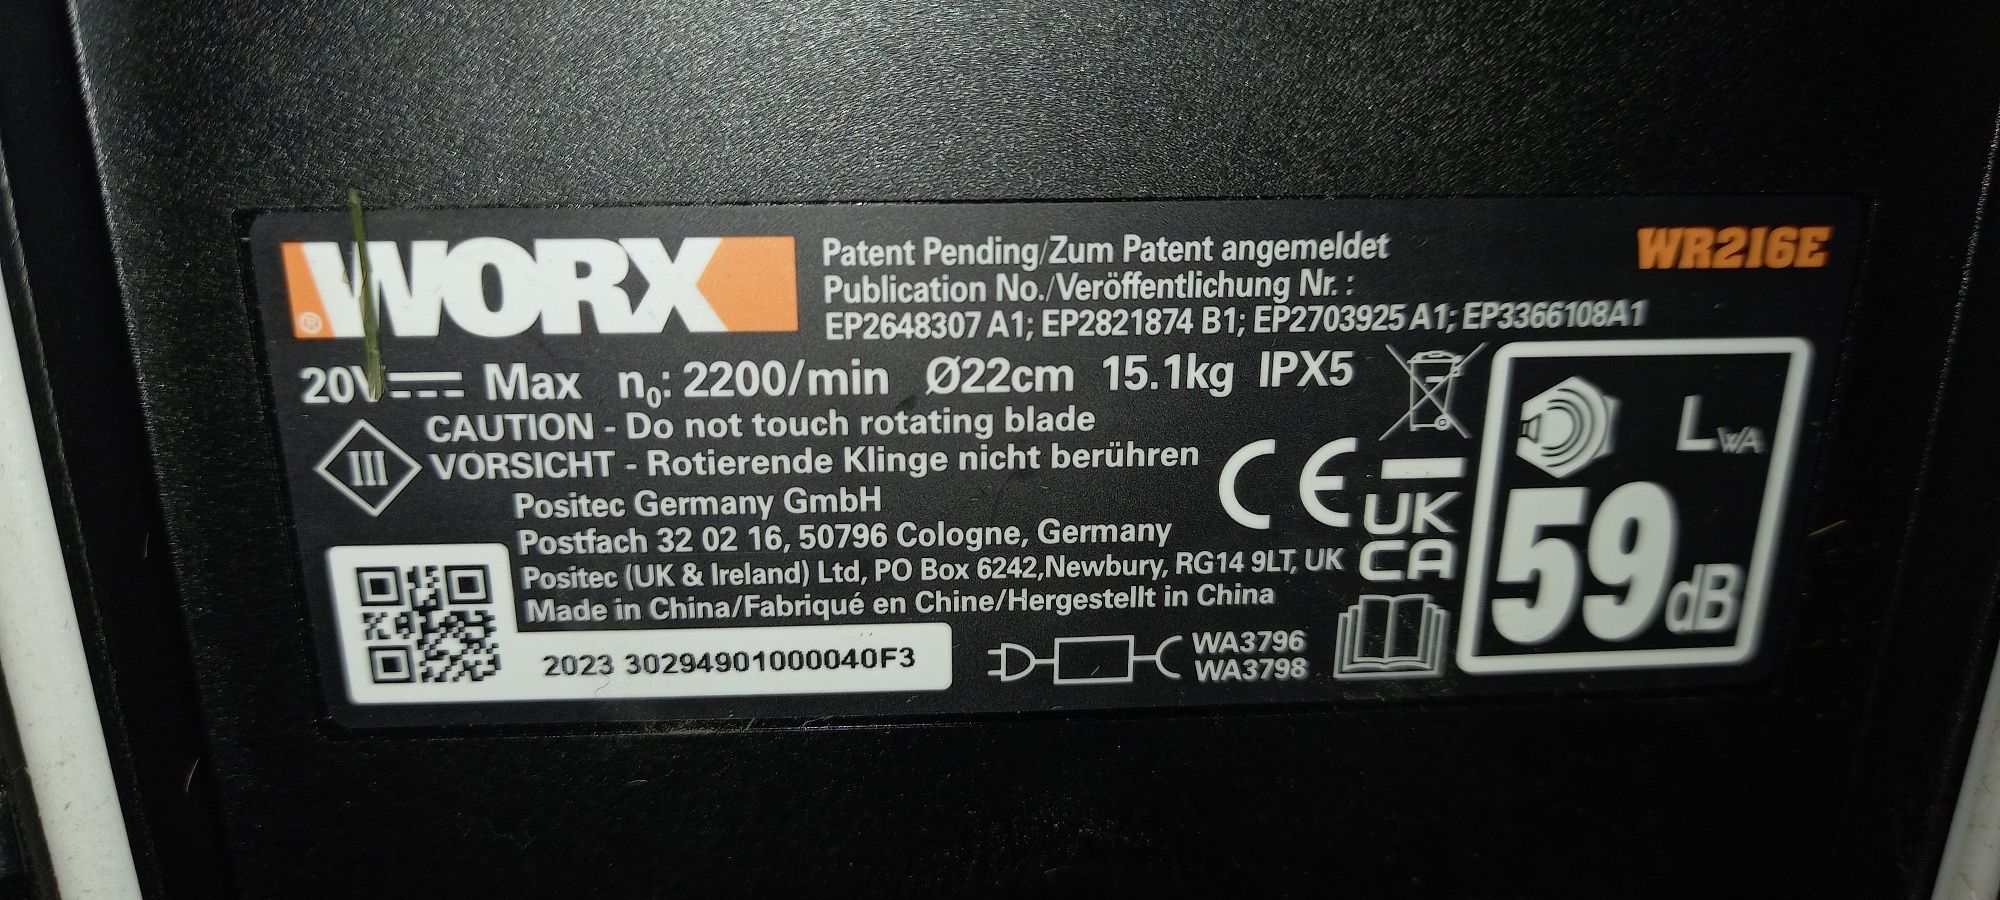 WORX
®
Patent Pending/Zum Patent angemeldet
Publication No./Veröffentlichung Nr. :
EP2648307 A1; EP2821874 B1; EP2703925 A1; EP3366108A1
WR216E
20V Max n₀: 2200/min Ø22cm 15.1kg IPX5
CAUTION - Do not touch rotating blade
III
VORSICHT - Rotierende Klinge nicht berühren
Positec Germany GmbH
Postfach 32 02 16, 50796 Cologne, Germany
Positec (UK & Ireland) Ltd, PO Box 6242,Newbury, RG14 9LT, UK
Made in China/Fabriqué en Chine/Hergestellt in China
2023 30294901000040F3
WA3796
WA3798
CE
UK
CA
LWA
59dB